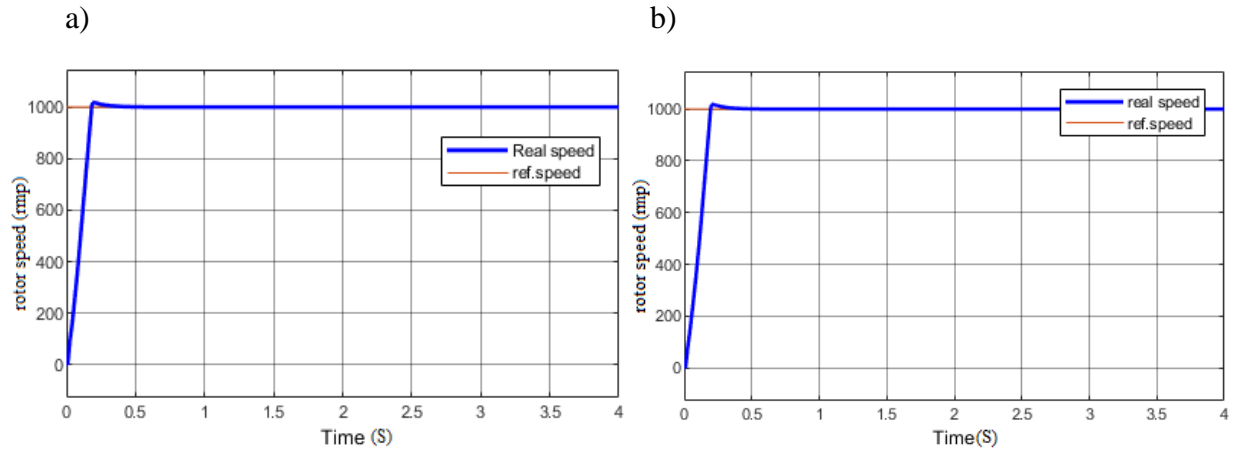 a)
1000
800
600
400
200
0
rotor speed (rmp)
Real speed
ref.speed
0 0.5 1 1.5 2 2.5 3 3.5 4
Time (S)
b)
1000
800
600
400
200
0
rotor speed (rmp)
real speed
ref.speed
0 0.5 1 1.5 2 2.5 3 3.5 4
Time(S)